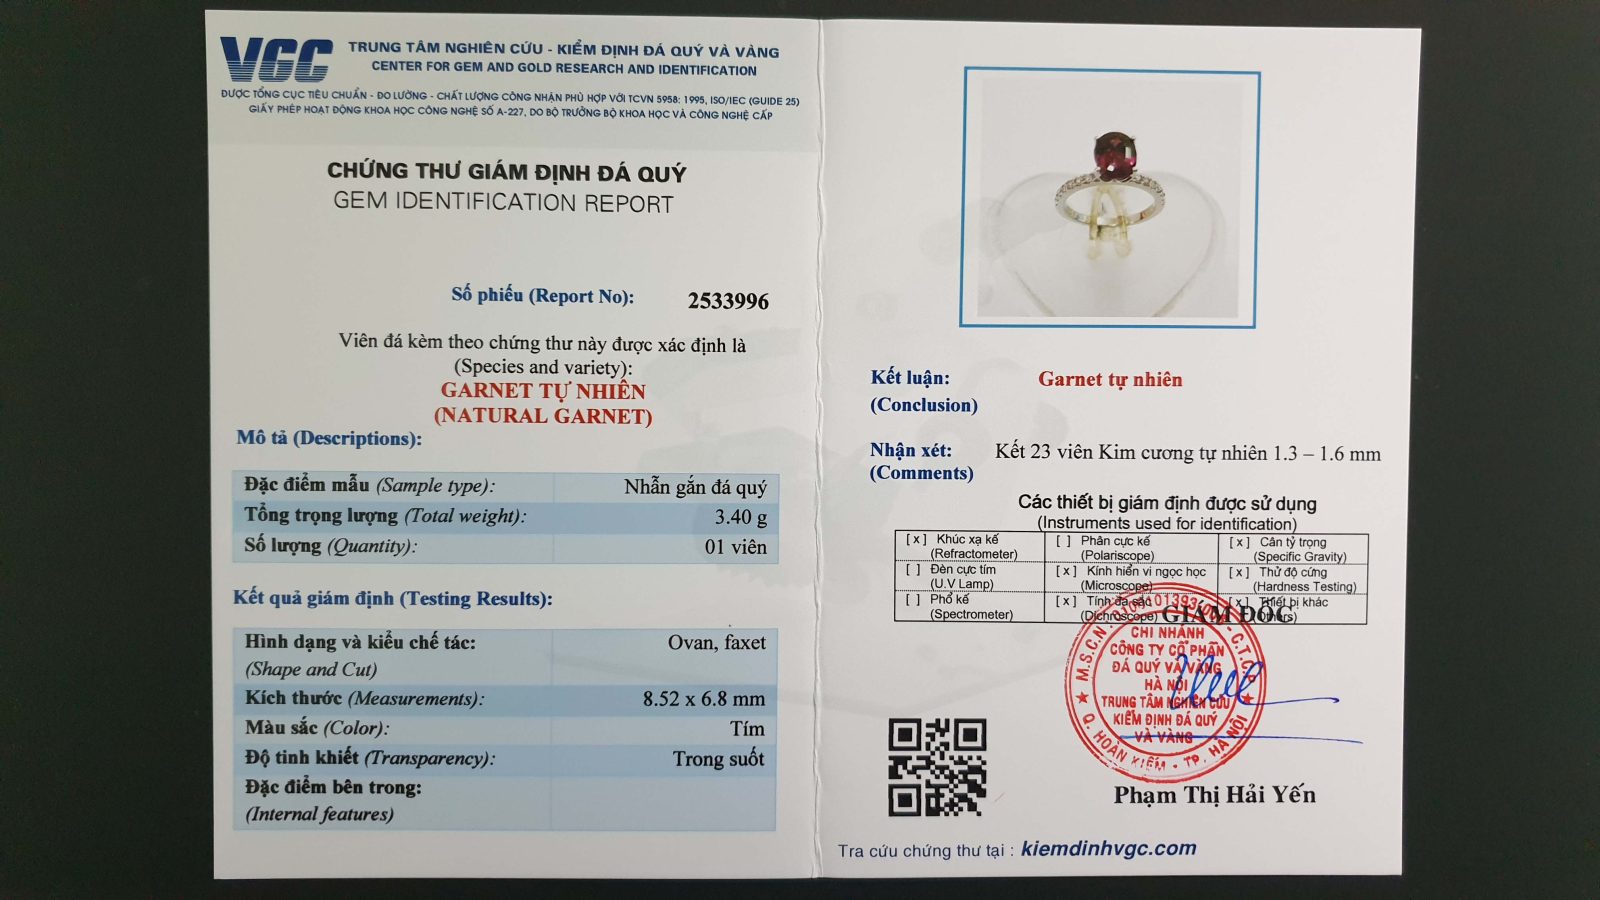 VGC
TRUNG TÂM NGHIÊN CỨU - KIỂM ĐỊNH ĐÁ QUÝ VÀ VÀNG
CENTER FOR GEM AND GOLD RESEARCH AND IDENTIFICATION
ĐƯỢC TỔNG CỤC TIÊU CHUẨN - ĐO LƯỜNG - CHẤT LƯỢNG CÔNG NHẬN PHÙ HỢP VỚI TCVN 5958: 1995, ISO/IEC (GUIDE 25)
GIẤY PHÉP HOẠT ĐỘNG KHOA HỌC CÔNG NGHỆ SỐ A-227, DO BỘ TRƯỞNG BỘ KHOA HỌC VÀ CÔNG NGHỆ CẤP
CHỨNG THƯ GIÁM ĐỊNH ĐÁ QUÝ
GEM IDENTIFICATION REPORT
Số phiếu (Report No): 2533996
Viên đá kèm theo chứng thư này được xác định là
(Species and variety):
GARNET TỰ NHIÊN
(NATURAL GARNET)
Mô tả (Descriptions):
Đặc điểm mẫu (Sample type): Nhẫn gắn đá quý
Tổng trọng lượng (Total weight): 3.40 g
Số lượng (Quantity): 01 viên
Kết quả giám định (Testing Results):
Hình dạng và kiểu chế tác: Ovan, faxet
(Shape and Cut)
Kích thước (Measurements): 8.52 x 6.8 mm
Màu sắc (Color): Tím
Độ tinh khiết (Transparency): Trong suốt
Đặc điểm bên trong:
(Internal features)
Kết luận: Garnet tự nhiên
(Conclusion)
Nhận xét: Kết 23 viên Kim cương tự nhiên 1.3 – 1.6 mm
(Comments)
Các thiết bị giám định được sử dụng
(Instruments used for identification)
[x] Khúc xạ kế [ ] Phân cực kế [x] Cân tỷ trọng
(Refractometer) (Polariscope) (Specific Gravity)
[ ] Đèn cực tím [x] Kính hiển vi ngọc học [x] Thử độ cứng
(U.V Lamp) (Microscope) (Hardness Testing)
[ ] Phổ kế [x] Tính đa sắc [x] Thiết bị khác
(Spectrometer) (Dichroscope) (Others)
GIÁM ĐỐC
CHI NHÁNH
CÔNG TY CỔ PHẦN
ĐÁ QUÝ VÀ VÀNG
HÀ NỘI
TRUNG TÂM NGHIÊN CỨU
KIỂM ĐỊNH ĐÁ QUÝ
VÀ VÀNG
Q. HOÀN KIẾM - TP. HÀ NỘI
Phạm Thị Hải Yến
Tra cứu chứng thư tại : kiemdinhvgc.com